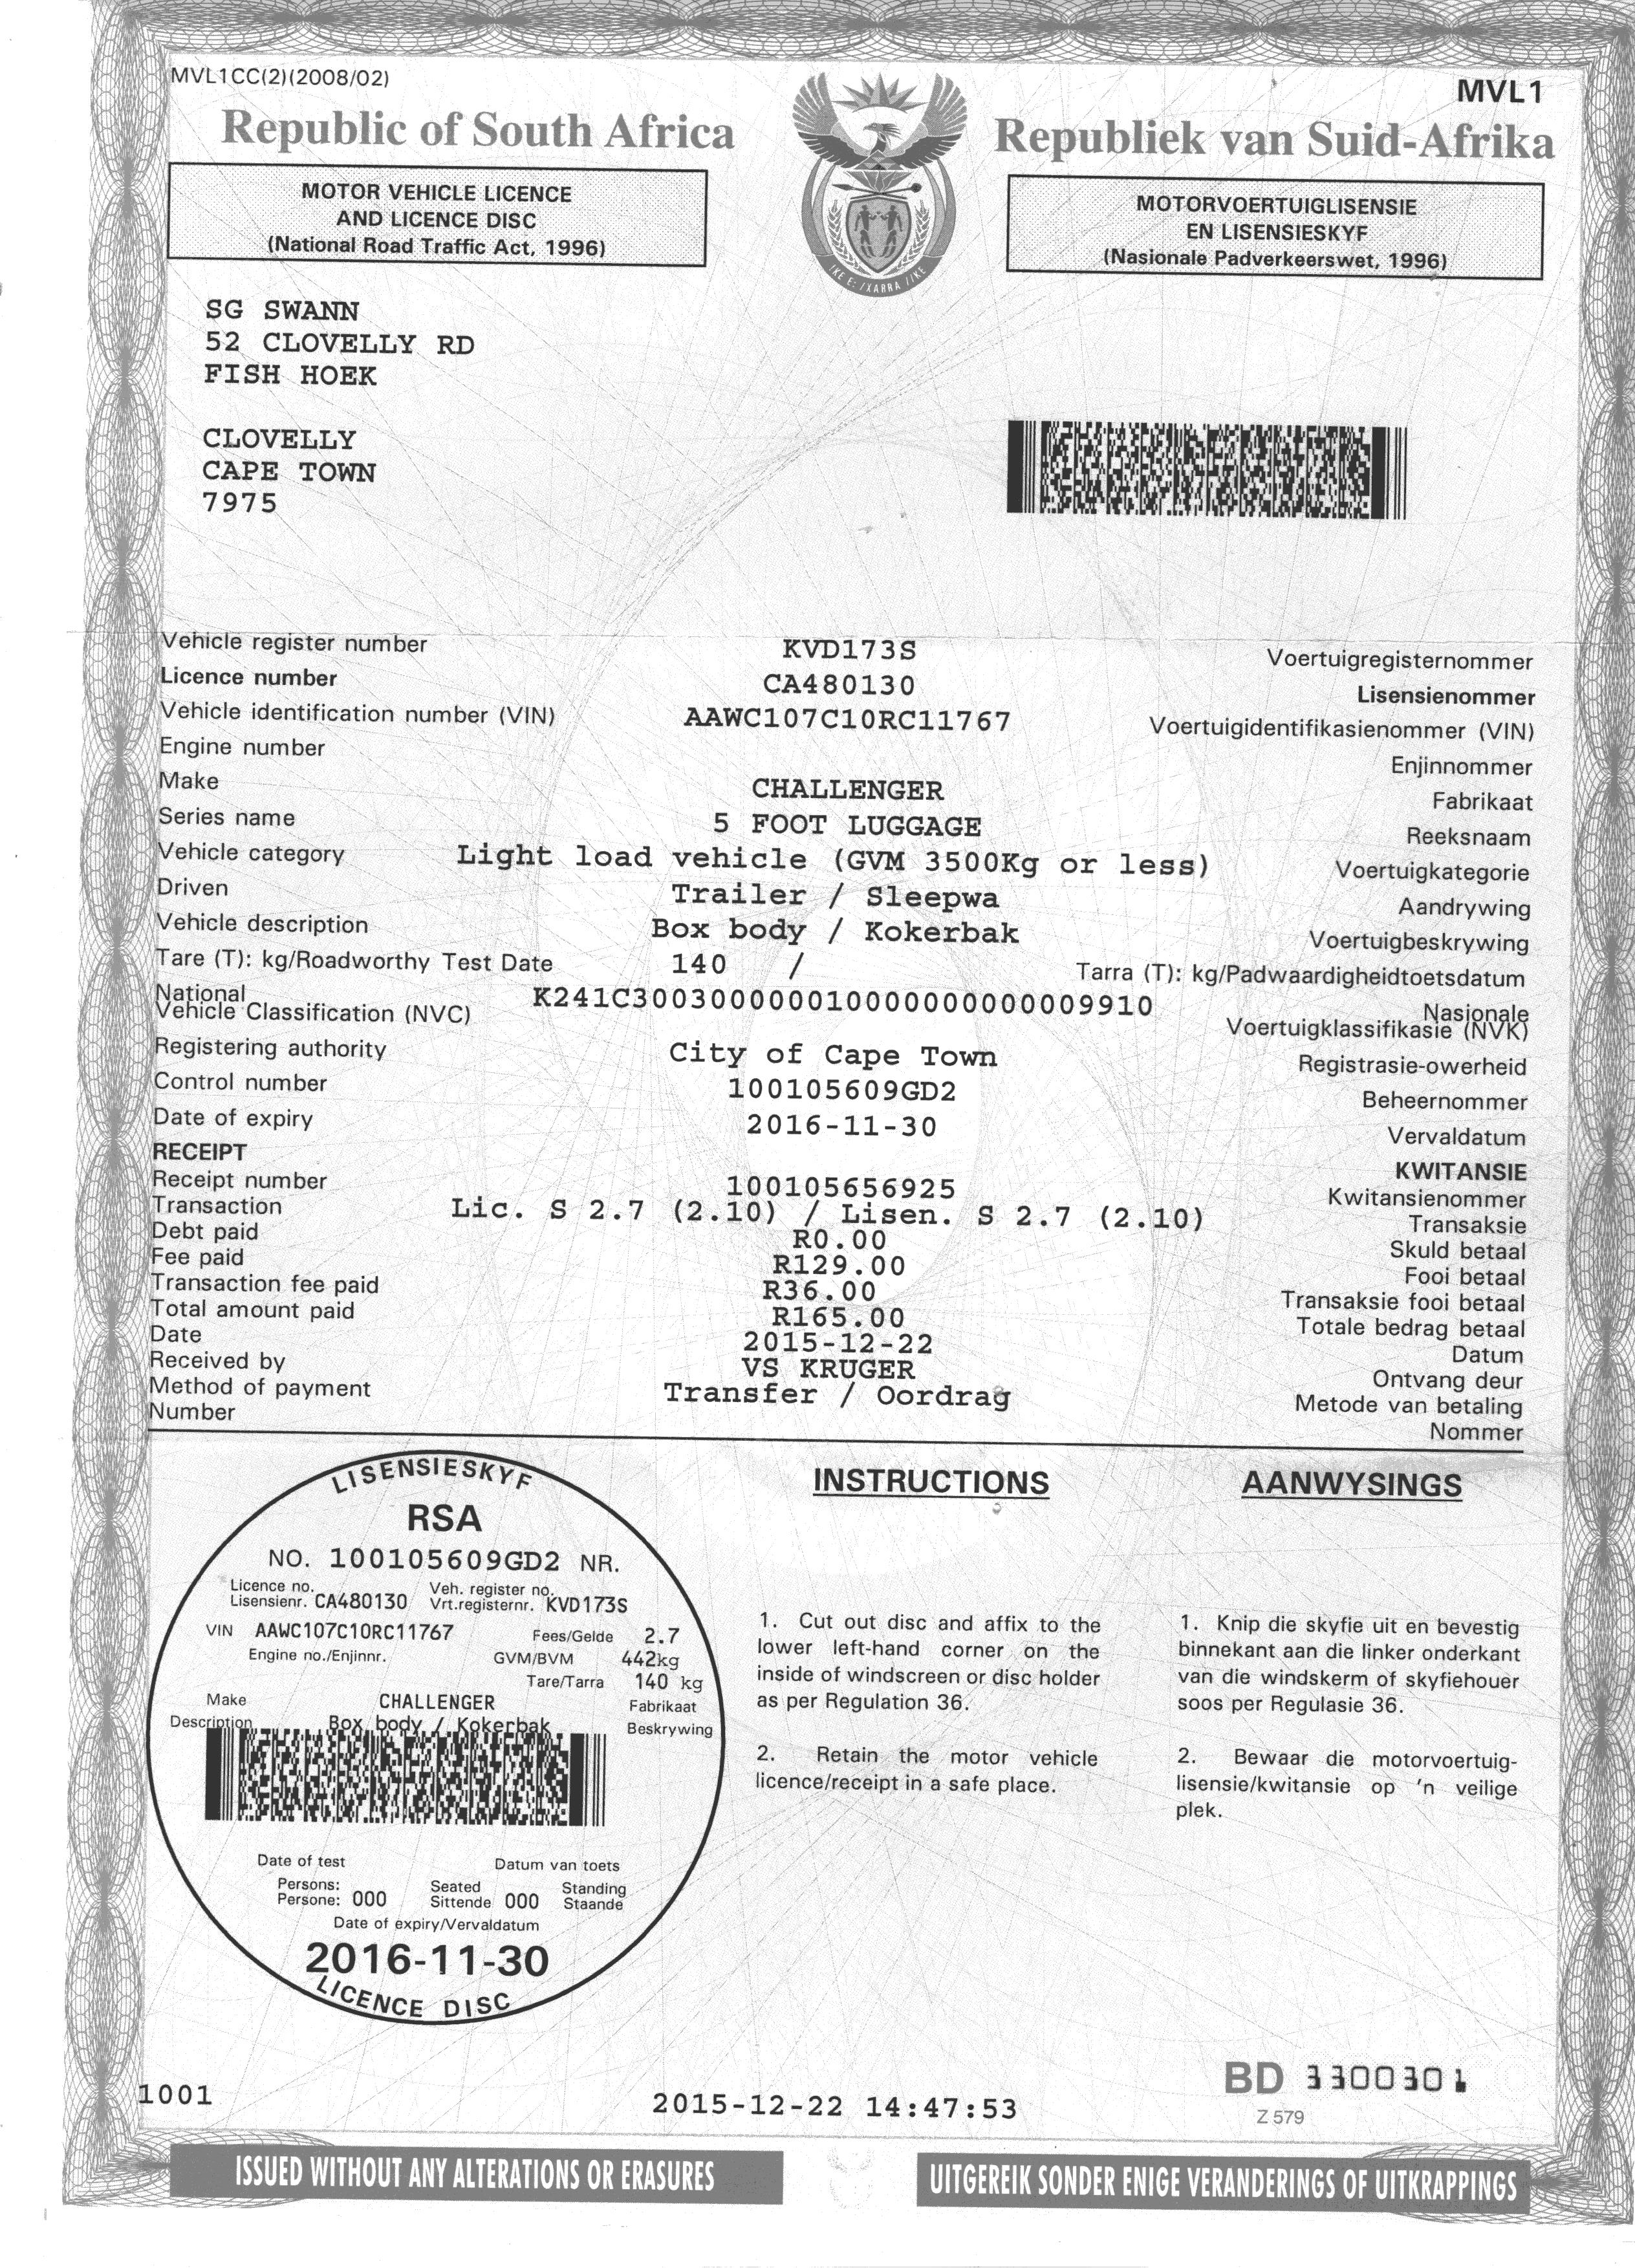 MVL1CC(2)(2008/02)
MVL1
Republic of South Africa
Republiek van Suid-Afrika
MOTOR VEHICLE LICENCE
AND LICENCE DISC
(National Road Traffic Act, 1996)
MOTORVOERTUIGLISENSIE
EN LISENSIESKYF
(Nasionale Padverkeerswet, 1996)
!KE E: /XARRA //KE
SG SWANN
52 CLOVELLY RD
FISH HOEK
CLOVELLY
CAPE TOWN
7975
Vehicle register number KVD173S Voertuigregisternommer
Licence number CA480130 Lisensienommer
Vehicle identification number (VIN) AAWC107C10RC11767 Voertuigidentifikasienommer (VIN)
Engine number Enjinnommer
Make CHALLENGER Fabrikaat
Series name 5 FOOT LUGGAGE Reeksnaam
Vehicle category Light load vehicle (GVM 3500Kg or less) Voertuigkategorie
Driven Trailer / Sleepwa Aandrywing
Vehicle description Box body / Kokerbak Voertuigbeskrywing
Tare (T): kg/Roadworthy Test Date 140 / Tarra (T): kg/Padwaardigheidtoetsdatum
National Nasionale
Vehicle Classification (NVC) K241C300300000010000000000009910 Voertuigklassifikasie (NVK)
Registering authority City of Cape Town Registrasie-owerheid
Control number 100105609GD2 Beheernommer
Date of expiry 2016-11-30 Vervaldatum
RECEIPT KWITANSIE
Receipt number 100105656925 Kwitansienommer
Transaction Lic. S 2.7 (2.10) / Lisen. S 2.7 (2.10) Transaksie
Debt paid R0.00 Skuld betaal
Fee paid R129.00 Fooi betaal
Transaction fee paid R36.00 Transaksie fooi betaal
Total amount paid R165.00 Totale bedrag betaal
Date 2015-12-22 Datum
Received by VS KRUGER Ontvang deur
Method of payment Transfer / Oordrag Metode van betaling
Number Nommer
LISENSIESKYF
RSA
NO. 100105609GD2 NR.
Licence no. Veh. register no.
Lisensienr. CA480130 Vrt.registernr. KVD173S
VIN AAWC107C10RC11767 Fees/Gelde 2.7
Engine no./Enjinnr. GVM/BVM 442kg
Tare/Tarra 140 kg
Make CHALLENGER Fabrikaat
Description Box body / Kokerbak Beskrywing
Date of test Datum van toets
Persons: Seated Standing
Persone: 000 Sittende 000 Staande
Date of expiry/Vervaldatum
2016-11-30
LICENCE DISC
INSTRUCTIONS
1. Cut out disc and affix to the
lower left-hand corner on the
inside of windscreen or disc holder
as per Regulation 36.
2. Retain the motor vehicle
licence/receipt in a safe place.
AANWYSINGS
1. Knip die skyfie uit en bevestig
binnekant aan die linker onderkant
van die windskerm of skyfiehouer
soos per Regulasie 36.
2. Bewaar die motorvoertuig-
lisensie/kwitansie op 'n veilige
plek.
BD 3300301
Z 579
1001
2015-12-22 14:47:53
ISSUED WITHOUT ANY ALTERATIONS OR ERASURES
UITGEREIK SONDER ENIGE VERANDERINGS OF UITKRAPPINGS